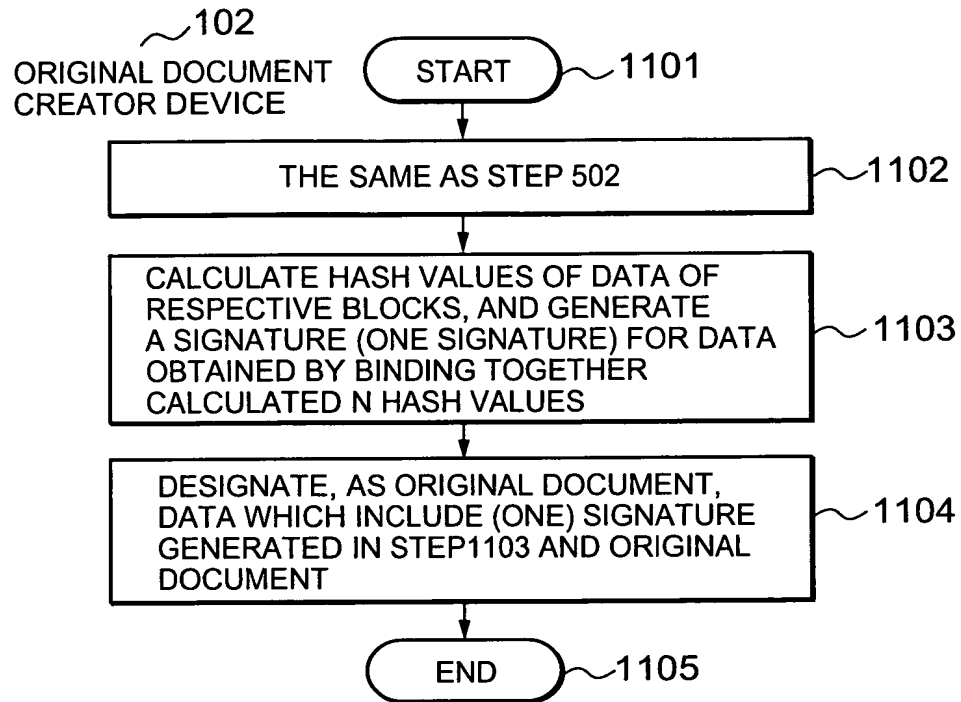 102
ORIGINAL DOCUMENT
CREATOR DEVICE
START
1101
THE SAME AS STEP 502
1102
CALCULATE HASH VALUES OF DATA OF
RESPECTIVE BLOCKS, AND GENERATE
A SIGNATURE (ONE SIGNATURE) FOR DATA
OBTAINED BY BINDING TOGETHER
CALCULATED N HASH VALUES
1103
DESIGNATE, AS ORIGINAL DOCUMENT,
DATA WHICH INCLUDE (ONE) SIGNATURE
GENERATED IN STEP1103 AND ORIGINAL
DOCUMENT
1104
END
1105